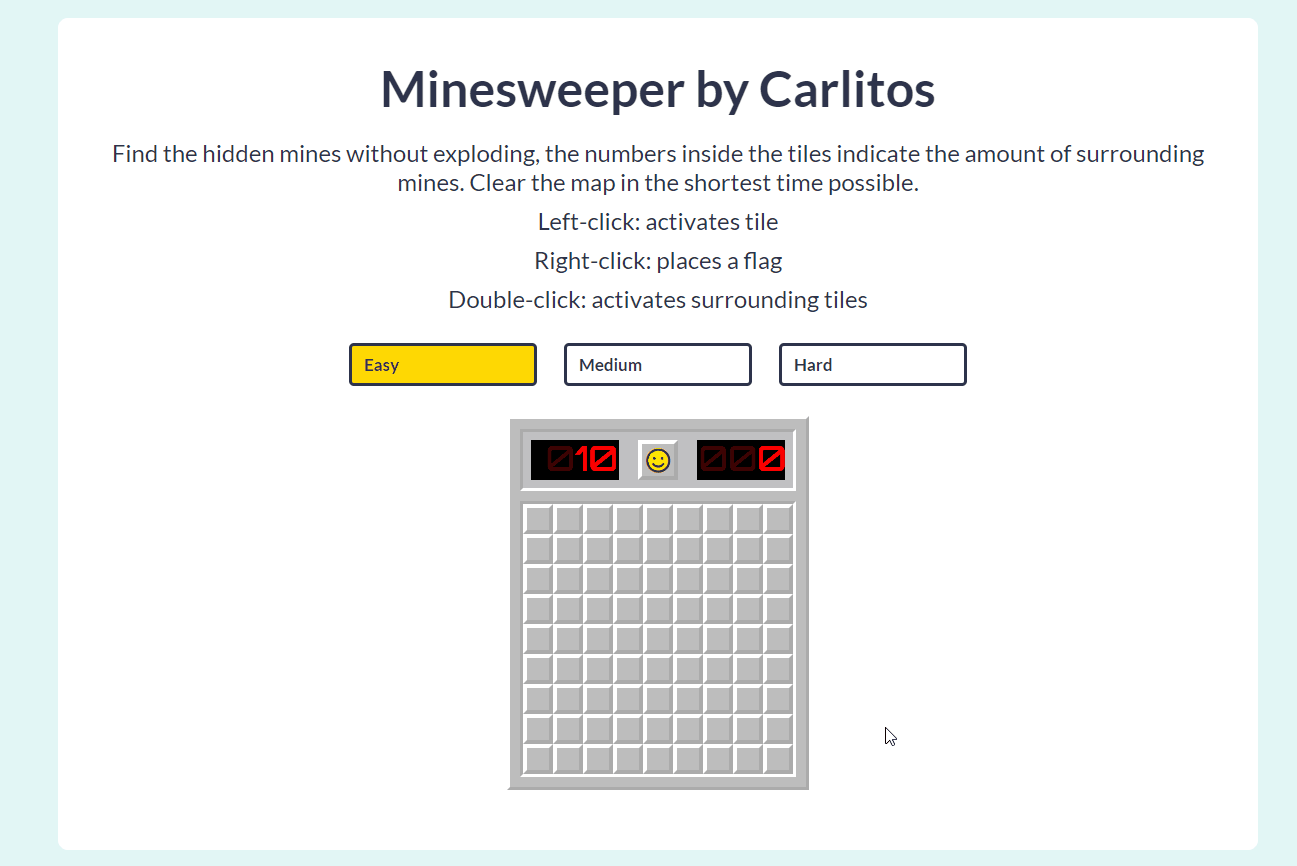 Minesweeper by Carlitos
Find the hidden mines without exploding, the numbers inside the tiles indicate the amount of surrounding
mines. Clear the map in the shortest time possible.
Left-click: activates tile
Right-click: places a flag
Double-click: activates surrounding tiles
Easy Medium Hard
010 000